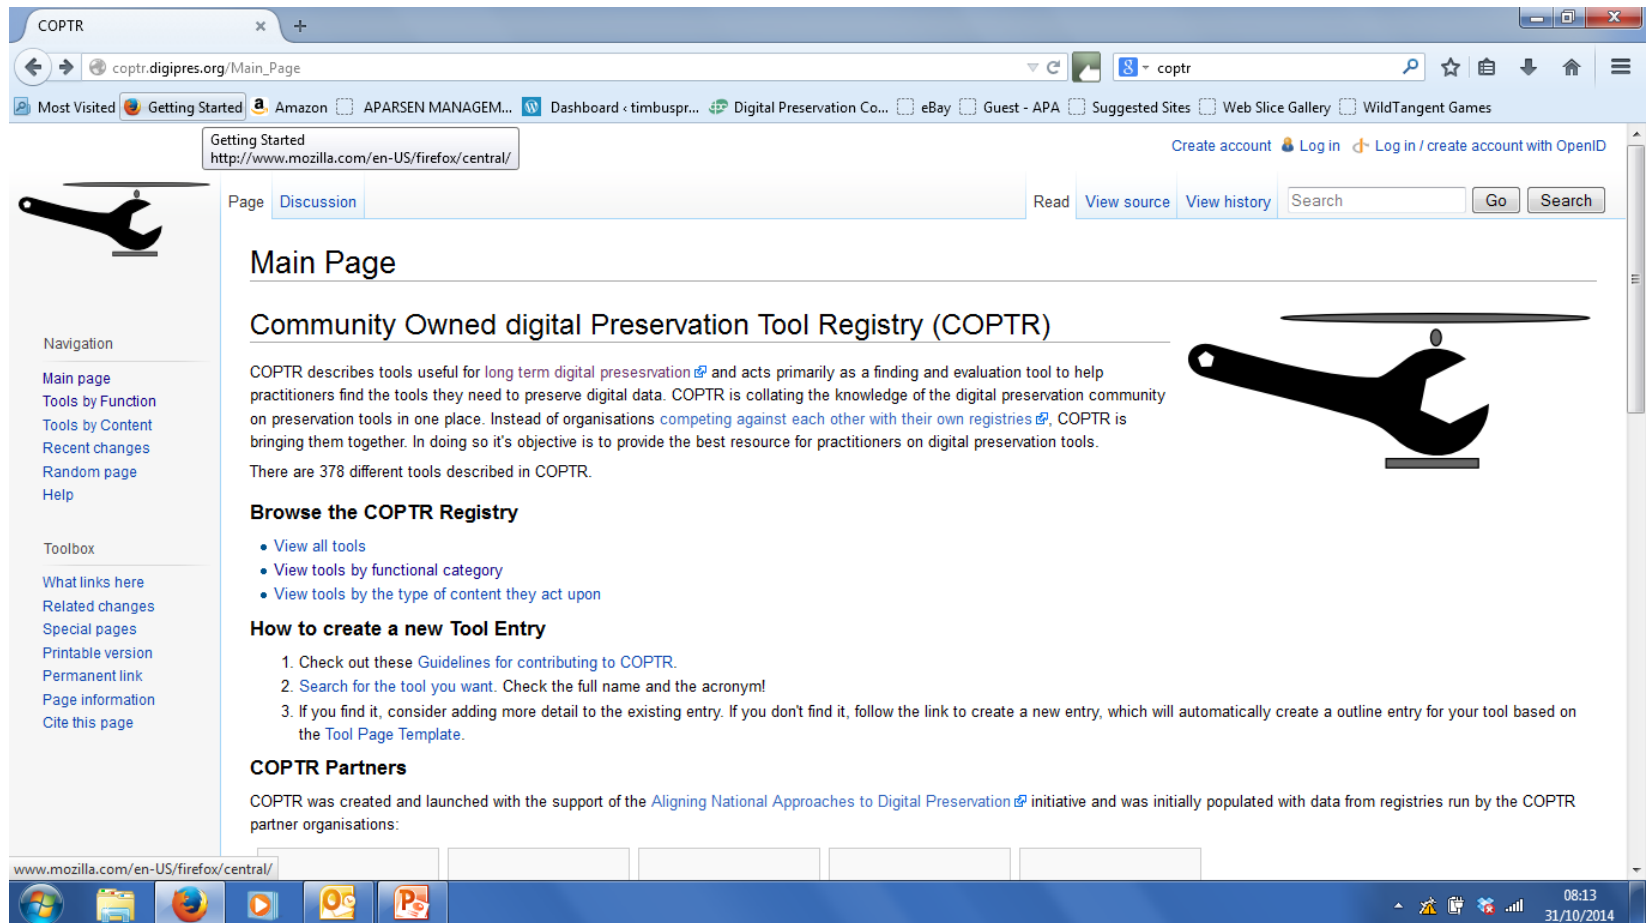 COPTR
coptr.digipres.org/Main_Page
coptr
Most Visited Getting Started Amazon APARSEN MANAGEM... Dashboard ‹ timbuspr... Digital Preservation Co... eBay Guest - APA Suggested Sites Web Slice Gallery WildTangent Games
Getting Started
http://www.mozilla.com/en-US/firefox/central/
Create account Log in Log in / create account with OpenID
Page Discussion Read View source View history Search Go Search
Main Page
Community Owned digital Preservation Tool Registry (COPTR)
COPTR describes tools useful for long term digital presesrvation and acts primarily as a finding and evaluation tool to help
practitioners find the tools they need to preserve digital data. COPTR is collating the knowledge of the digital preservation community
on preservation tools in one place. Instead of organisations competing against each other with their own registries, COPTR is
bringing them together. In doing so it's objective is to provide the best resource for practitioners on digital preservation tools.
There are 378 different tools described in COPTR.
Browse the COPTR Registry
View all tools
View tools by functional category
View tools by the type of content they act upon
How to create a new Tool Entry
1. Check out these Guidelines for contributing to COPTR.
2. Search for the tool you want. Check the full name and the acronym!
3. If you find it, consider adding more detail to the existing entry. If you don't find it, follow the link to create a new entry, which will automatically create a outline entry for your tool based on
the Tool Page Template.
COPTR Partners
COPTR was created and launched with the support of the Aligning National Approaches to Digital Preservation initiative and was initially populated with data from registries run by the COPTR
partner organisations:
Navigation
Main page
Tools by Function
Tools by Content
Recent changes
Random page
Help
Toolbox
What links here
Related changes
Special pages
Printable version
Permanent link
Page information
Cite this page
www.mozilla.com/en-US/firefox/central/
08:13
31/10/2014